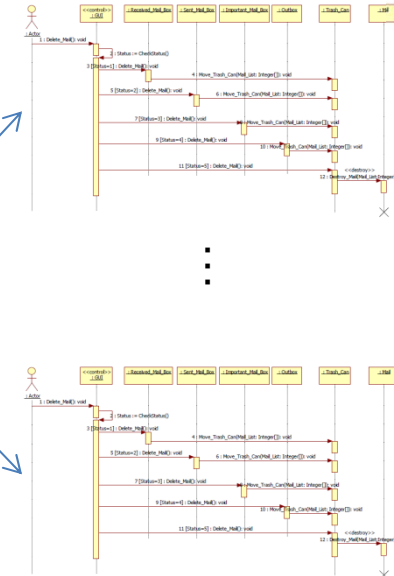 <<control>>
: GUI
: Received_Mail_Box
: Sent_Mail_Box
: Important_Mail_Box
: Outbox
: Trash_Can
: Mail
: Actor
1 : Delete_Mail(): void
2 : Status := CheckStatus()
3 [Status=1] : Delete_Mail(): void
4 : Move_Trash_Can(Mail_List: Integer[]): void
5 [Status=2] : Delete_Mail(): void
6 : Move_Trash_Can(Mail_List: Integer[]): void
7 [Status=3] : Delete_Mail(): void
8 : Move_Trash_Can(Mail_List: Integer[]): void
9 [Status=4] : Delete_Mail(): void
10 : Move_Trash_Can(Mail_List: Integer[]): void
11 [Status=5] : Delete_Mail(): void
<<destroy>>
12 : Destroy_Mail(Mail_List: Integer
<<control>>
: GUI
: Received_Mail_Box
: Sent_Mail_Box
: Important_Mail_Box
: Outbox
: Trash_Can
: Mail
: Actor
1 : Delete_Mail(): void
2 : Status := CheckStatus()
3 [Status=1] : Delete_Mail(): void
4 : Move_Trash_Can(Mail_List: Integer[]): void
5 [Status=2] : Delete_Mail(): void
6 : Move_Trash_Can(Mail_List: Integer[]): void
7 [Status=3] : Delete_Mail(): void
8 : Move_Trash_Can(Mail_List: Integer[]): void
9 [Status=4] : Delete_Mail(): void
10 : Move_Trash_Can(Mail_List: Integer[]): void
11 [Status=5] : Delete_Mail(): void
<<destroy>>
12 : Destroy_Mail(Mail_List: Integer